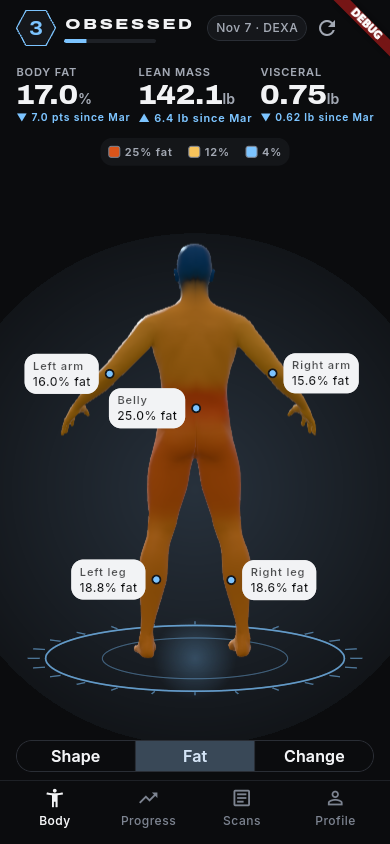 3
OBSESSED
Nov 7 · DEXA
DEBUG
BODY FAT
17.0%
▼ 7.0 pts since Mar
LEAN MASS
142.1lb
▲ 6.4 lb since Mar
VISCERAL
0.75lb
▼ 0.62 lb since Mar
25% fat
12%
4%
Left arm
16.0% fat
Right arm
15.6% fat
Belly
25.0% fat
Left leg
18.8% fat
Right leg
18.6% fat
Shape
Fat
Change
Body
Progress
Scans
Profile